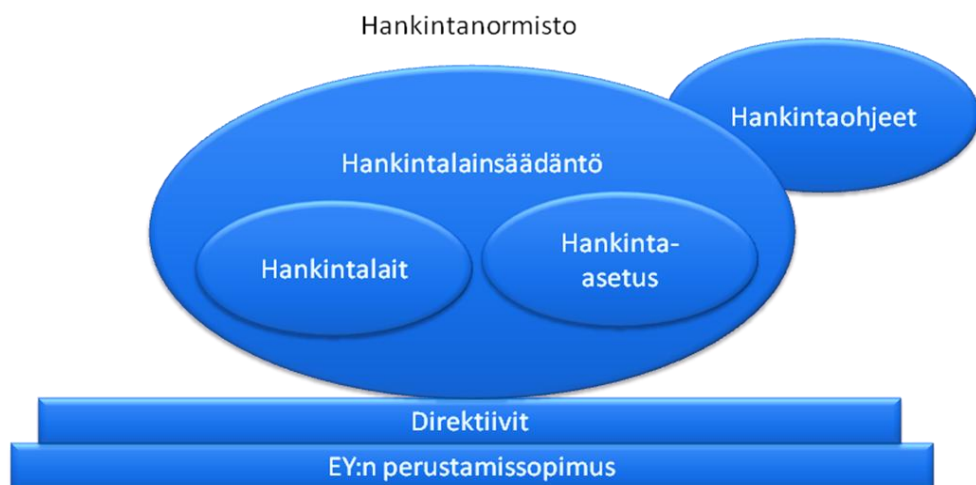 Hankintanormisto
Hankintaohjeet
Hankintalainsäädäntö
Hankintalait
Hankinta-
asetus
Direktiivit
EY:n perustamissopimus